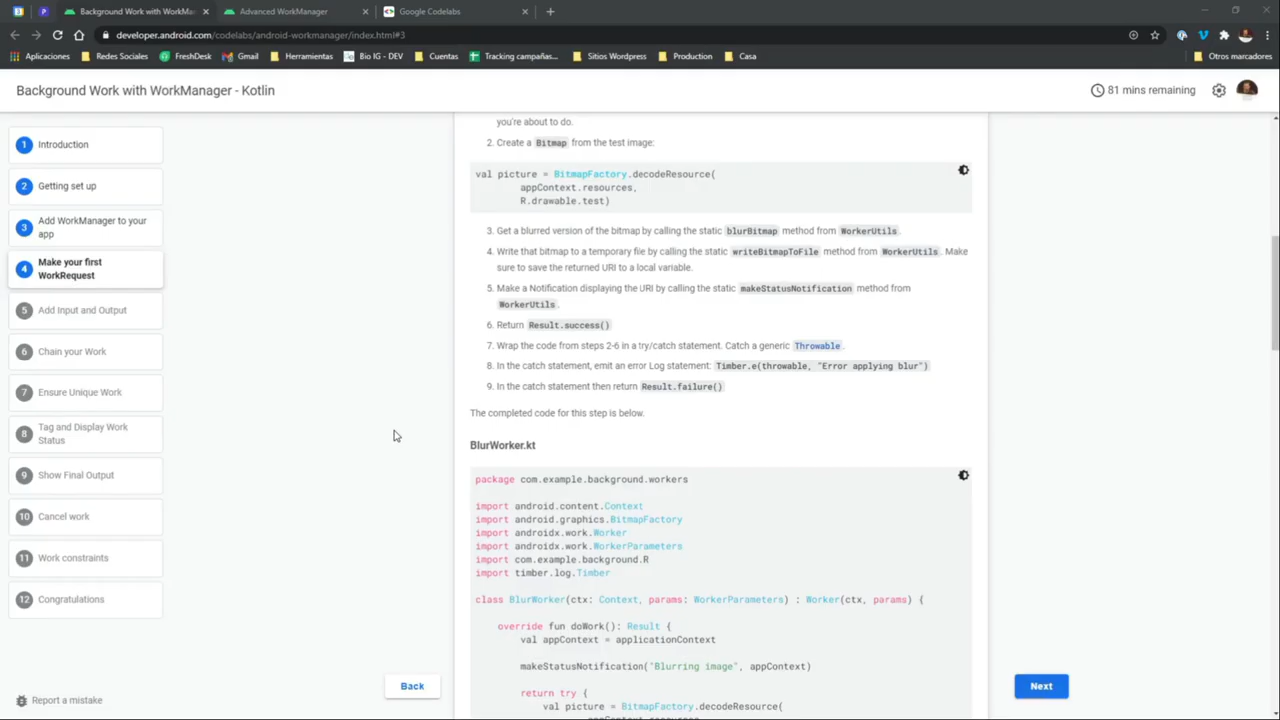 Background Work with WorkMan
Advanced WorkManager
Google Codelabs
developer.android.com/codelabs/android-workmanager/index.html#3
Aplicaciones
Redes Sociales
FreshDesk
Gmail
Herramientas
Bio IG - DEV
Cuentas
Tracking campañas...
Sitios Wordpress
Production
Casa
Otros marcadores
Background Work with WorkManager - Kotlin
81 mins remaining
1 Introduction
2 Getting set up
3 Add WorkManager to your
app
4 Make your first
WorkRequest
5 Add Input and Output
6 Chain your Work
7 Ensure Unique Work
8 Tag and Display Work
Status
9 Show Final Output
10 Cancel work
11 Work constraints
12 Congratulations
Report a mistake
you're about to do.
2. Create a Bitmap from the test image:
val picture = BitmapFactory.decodeResource(
appContext.resources,
R.drawable.test)
3. Get a blurred version of the bitmap by calling the static blurBitmap method from WorkerUtils.
4. Write that bitmap to a temporary file by calling the static writeBitmapToFile method from WorkerUtils. Make
sure to save the returned URI to a local variable.
5. Make a Notification displaying the URI by calling the static makeStatusNotification method from
WorkerUtils.
6. Return Result.success()
7. Wrap the code from steps 2-6 in a try/catch statement. Catch a generic Throwable.
8. In the catch statement, emit an error Log statement: Timber.e(throwable, "Error applying blur")
9. In the catch statement then return Result.failure()
The completed code for this step is below.
BlurWorker.kt
package com.example.background.workers
import android.content.Context
import android.graphics.BitmapFactory
import androidx.work.Worker
import androidx.work.WorkerParameters
import com.example.background.R
import timber.log.Timber
class BlurWorker(ctx: Context, params: WorkerParameters) : Worker(ctx, params) {
override fun doWork(): Result {
val appContext = applicationContext
makeStatusNotification("Blurring image", appContext)
return try {
val picture = BitmapFactory.decodeResource(
Back
Next